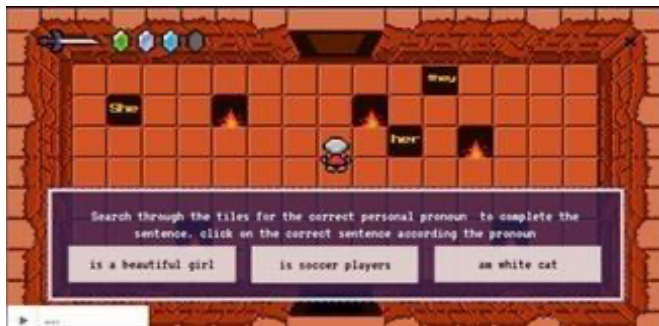 they
She
her
Search through the tiles for the correct personal pronoun to complete the
sentence. click on the correct sentence according the pronoun
is a beautiful girl
is soccer players
am white cat